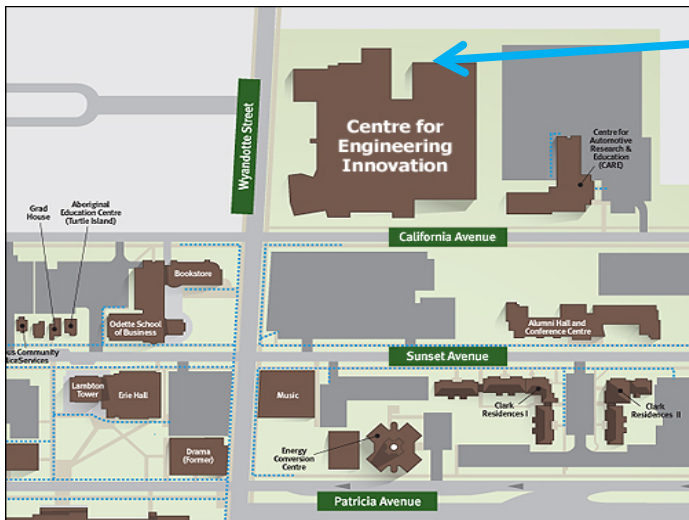 Wyandotte Street
Centre for
Engineering
Innovation
Centre for
Automotive
Research &
Education
(CARE)
California Avenue
Grad
House
Aboriginal
Education Centre
(Turtle Island)
Bookstore
Odette School
of Business
Alumni Hall and
Conference Centre
us Community
liceServices
Sunset Avenue
Lambton
Tower
Erie Hall
Music
Clark
Residences I
Clark
Residences II
Drama
(Former)
Energy
Conversion
Centre
Patricia Avenue